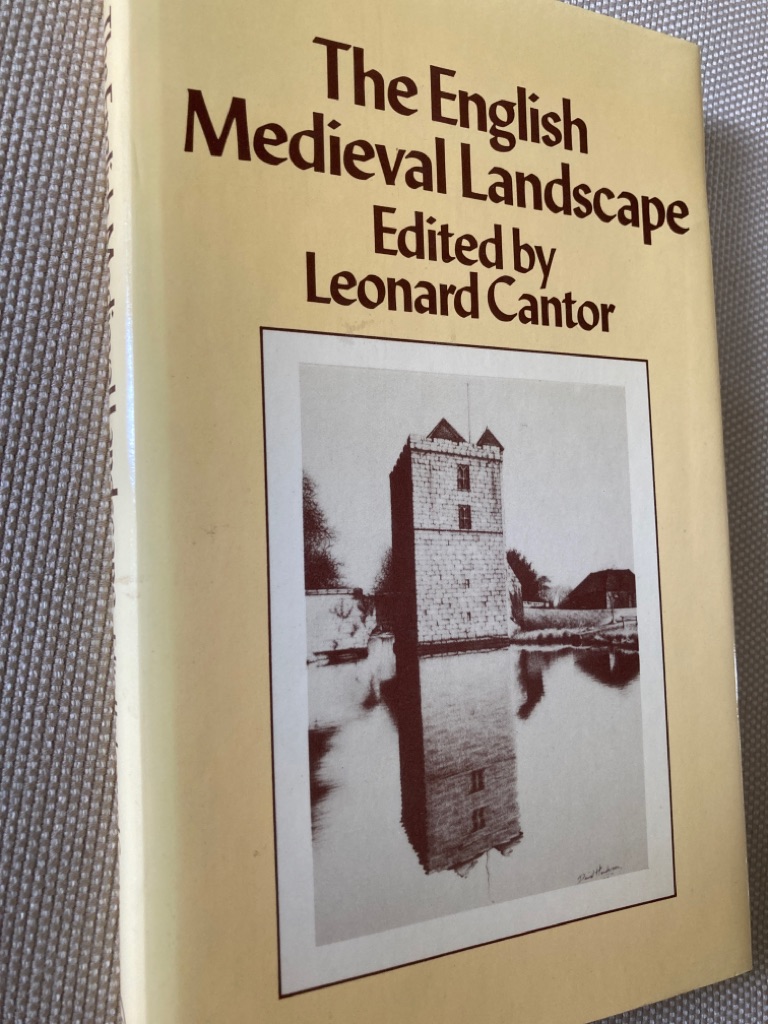 The English
Medieval Landscape
Edited by
Leonard Cantor